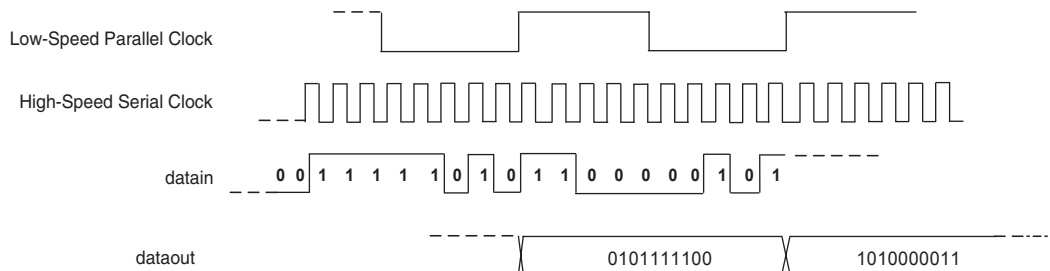 Low-Speed Parallel Clock
High-Speed Serial Clock
datain
0 0 1 1 1 1 1 0 1 0 1 1 0 0 0 0 0 1 0 1
dataout
0101111100
1010000011